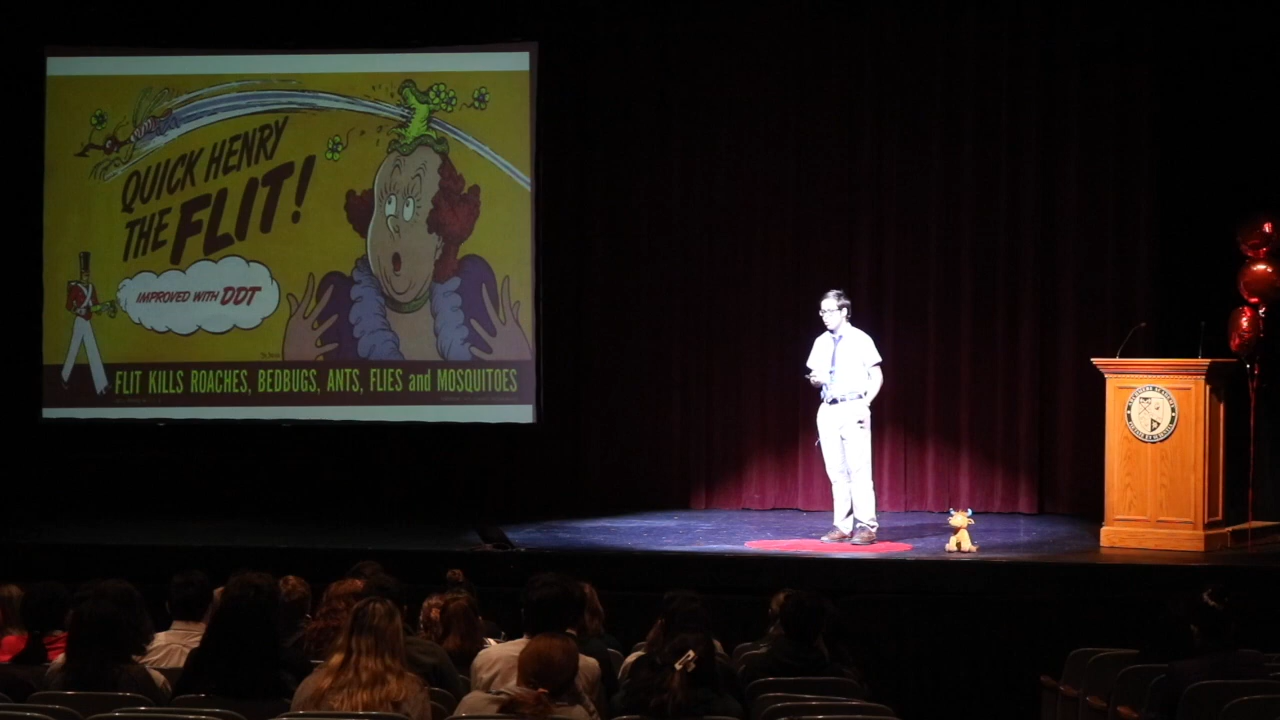 QUICK HENRY
THE FLIT!
IMPROVED WITH DDT
FLIT KILLS ROACHES, BEDBUGS, ANTS, FLIES and MOSQUITOES